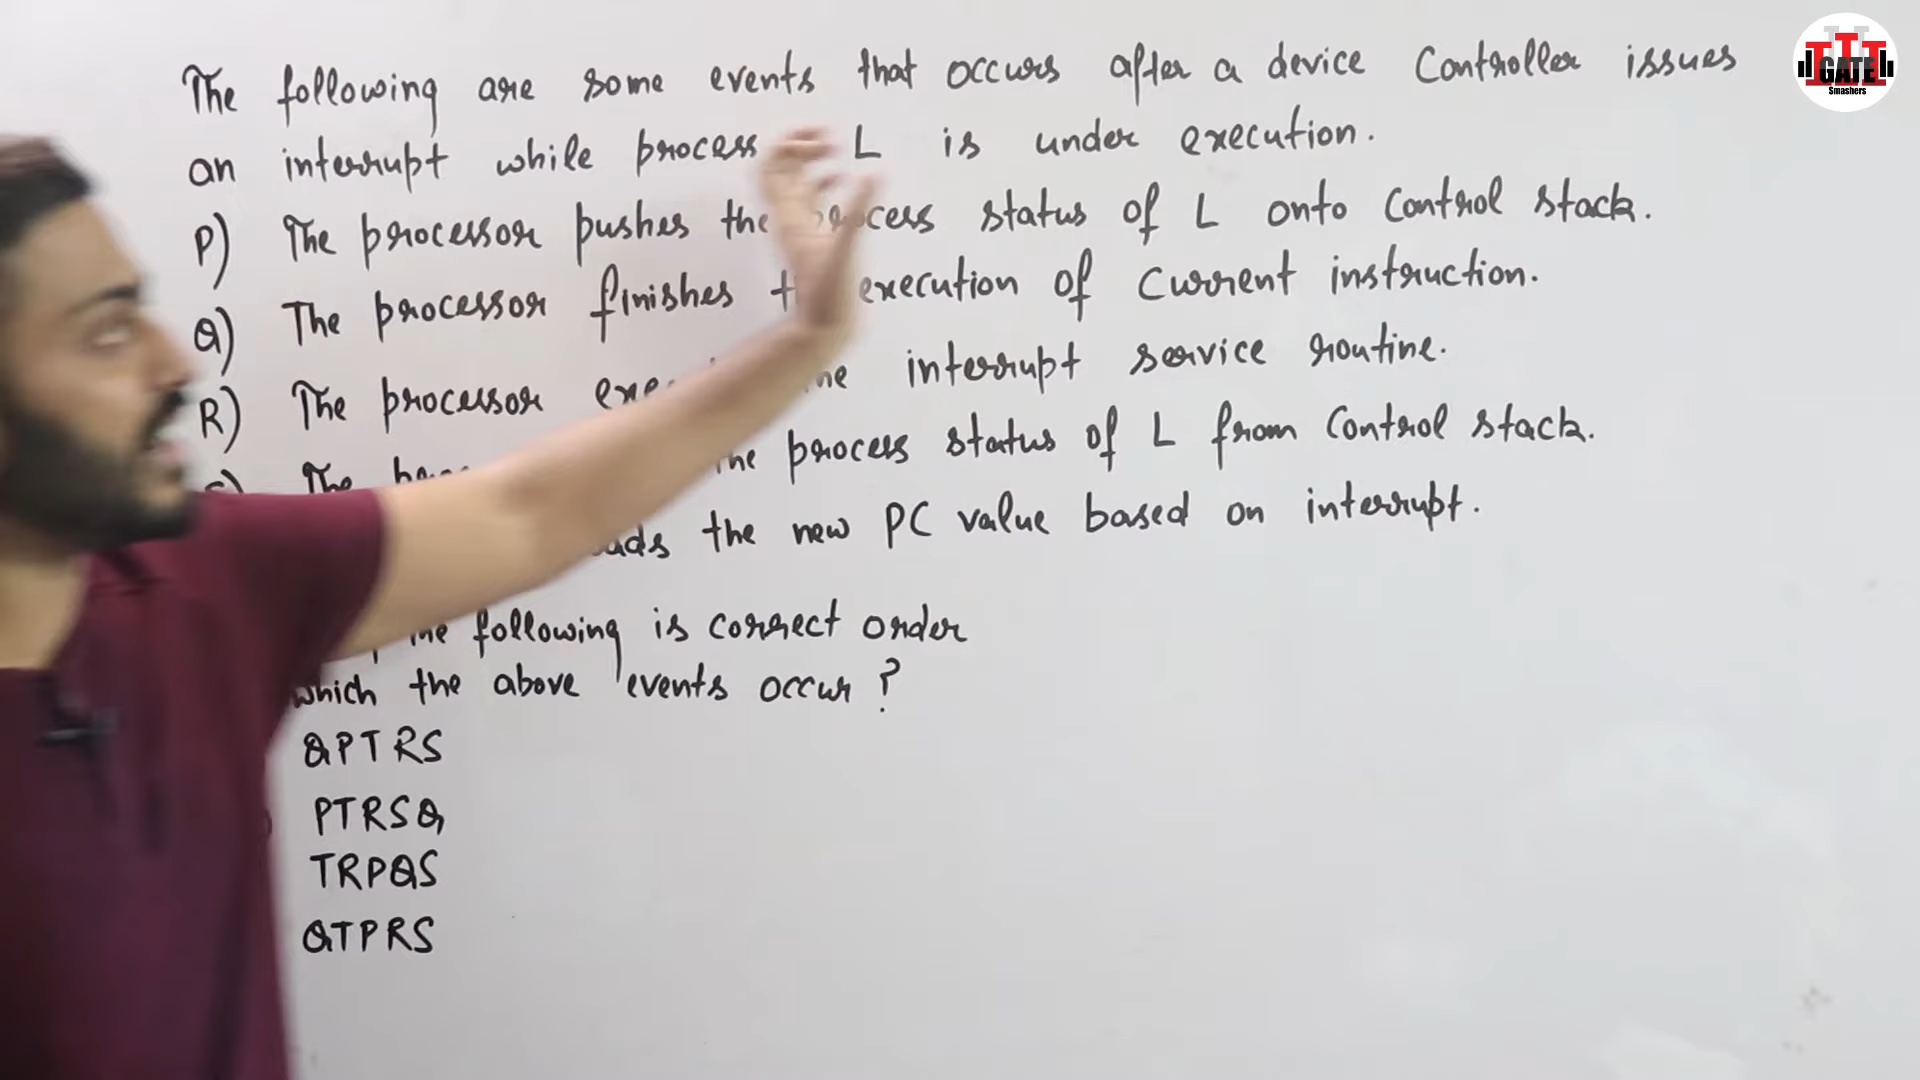 The following are some events that occurs after a device Controller issues
an interrupt while process L is under execution.
P) The processor pushes the process status of L onto control stack.
Q) The processor finishes execution of current instruction.
R) The processor interrupt service routine.
The process status of L from control stack.
the new PC value based on interrupt.
following is correct order
which the above events occur ?
QPTRS
PTRSQ
TRPQS
QTPRS
GATE
Smashers